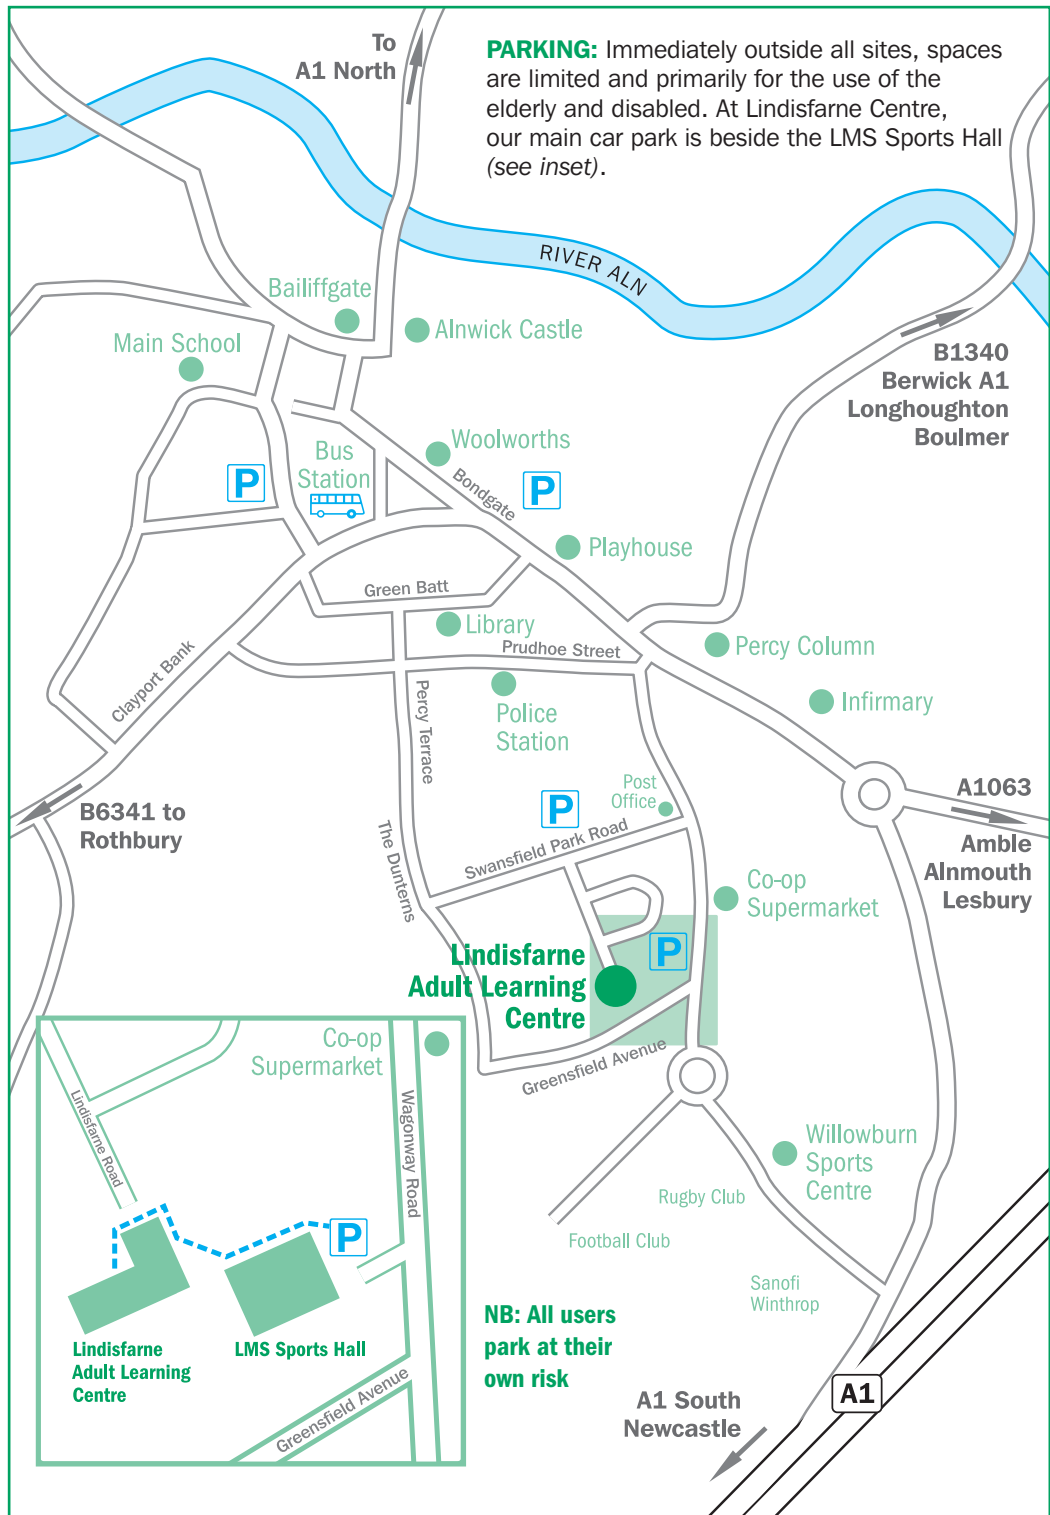 To
A1 North
PARKING: Immediately outside all sites, spaces
are limited and primarily for the use of the
elderly and disabled. At Lindisfarne Centre,
our main car park is beside the LMS Sports Hall
(see inset).
RIVER ALN
Bailiffgate
Alnwick Castle
Main School
B1340
Berwick A1
Longhoughton
Boulmer
Woolworths
Bus
Station
P
Bondgate
P
Playhouse
Green Batt
Library
Prudhoe Street
Percy Column
Clayport Bank
Percy Terrace
Police
Station
Infirmary
B6341 to
Rothbury
Post
Office
P
A1063
Amble
Alnmouth
Lesbury
The Dunterns
Swansfield Park Road
Co-op
Supermarket
Lindisfarne
Adult Learning
Centre
P
Greensfield Avenue
Co-op
Supermarket
Lindisfarne Road
Wagonway Road
P
Lindisfarne
Adult Learning
Centre
LMS Sports Hall
Greensfield Avenue
Willowburn
Sports
Centre
Rugby Club
Football Club
Sanofi
Winthrop
NB: All users
park at their
own risk
A1
A1 South
Newcastle